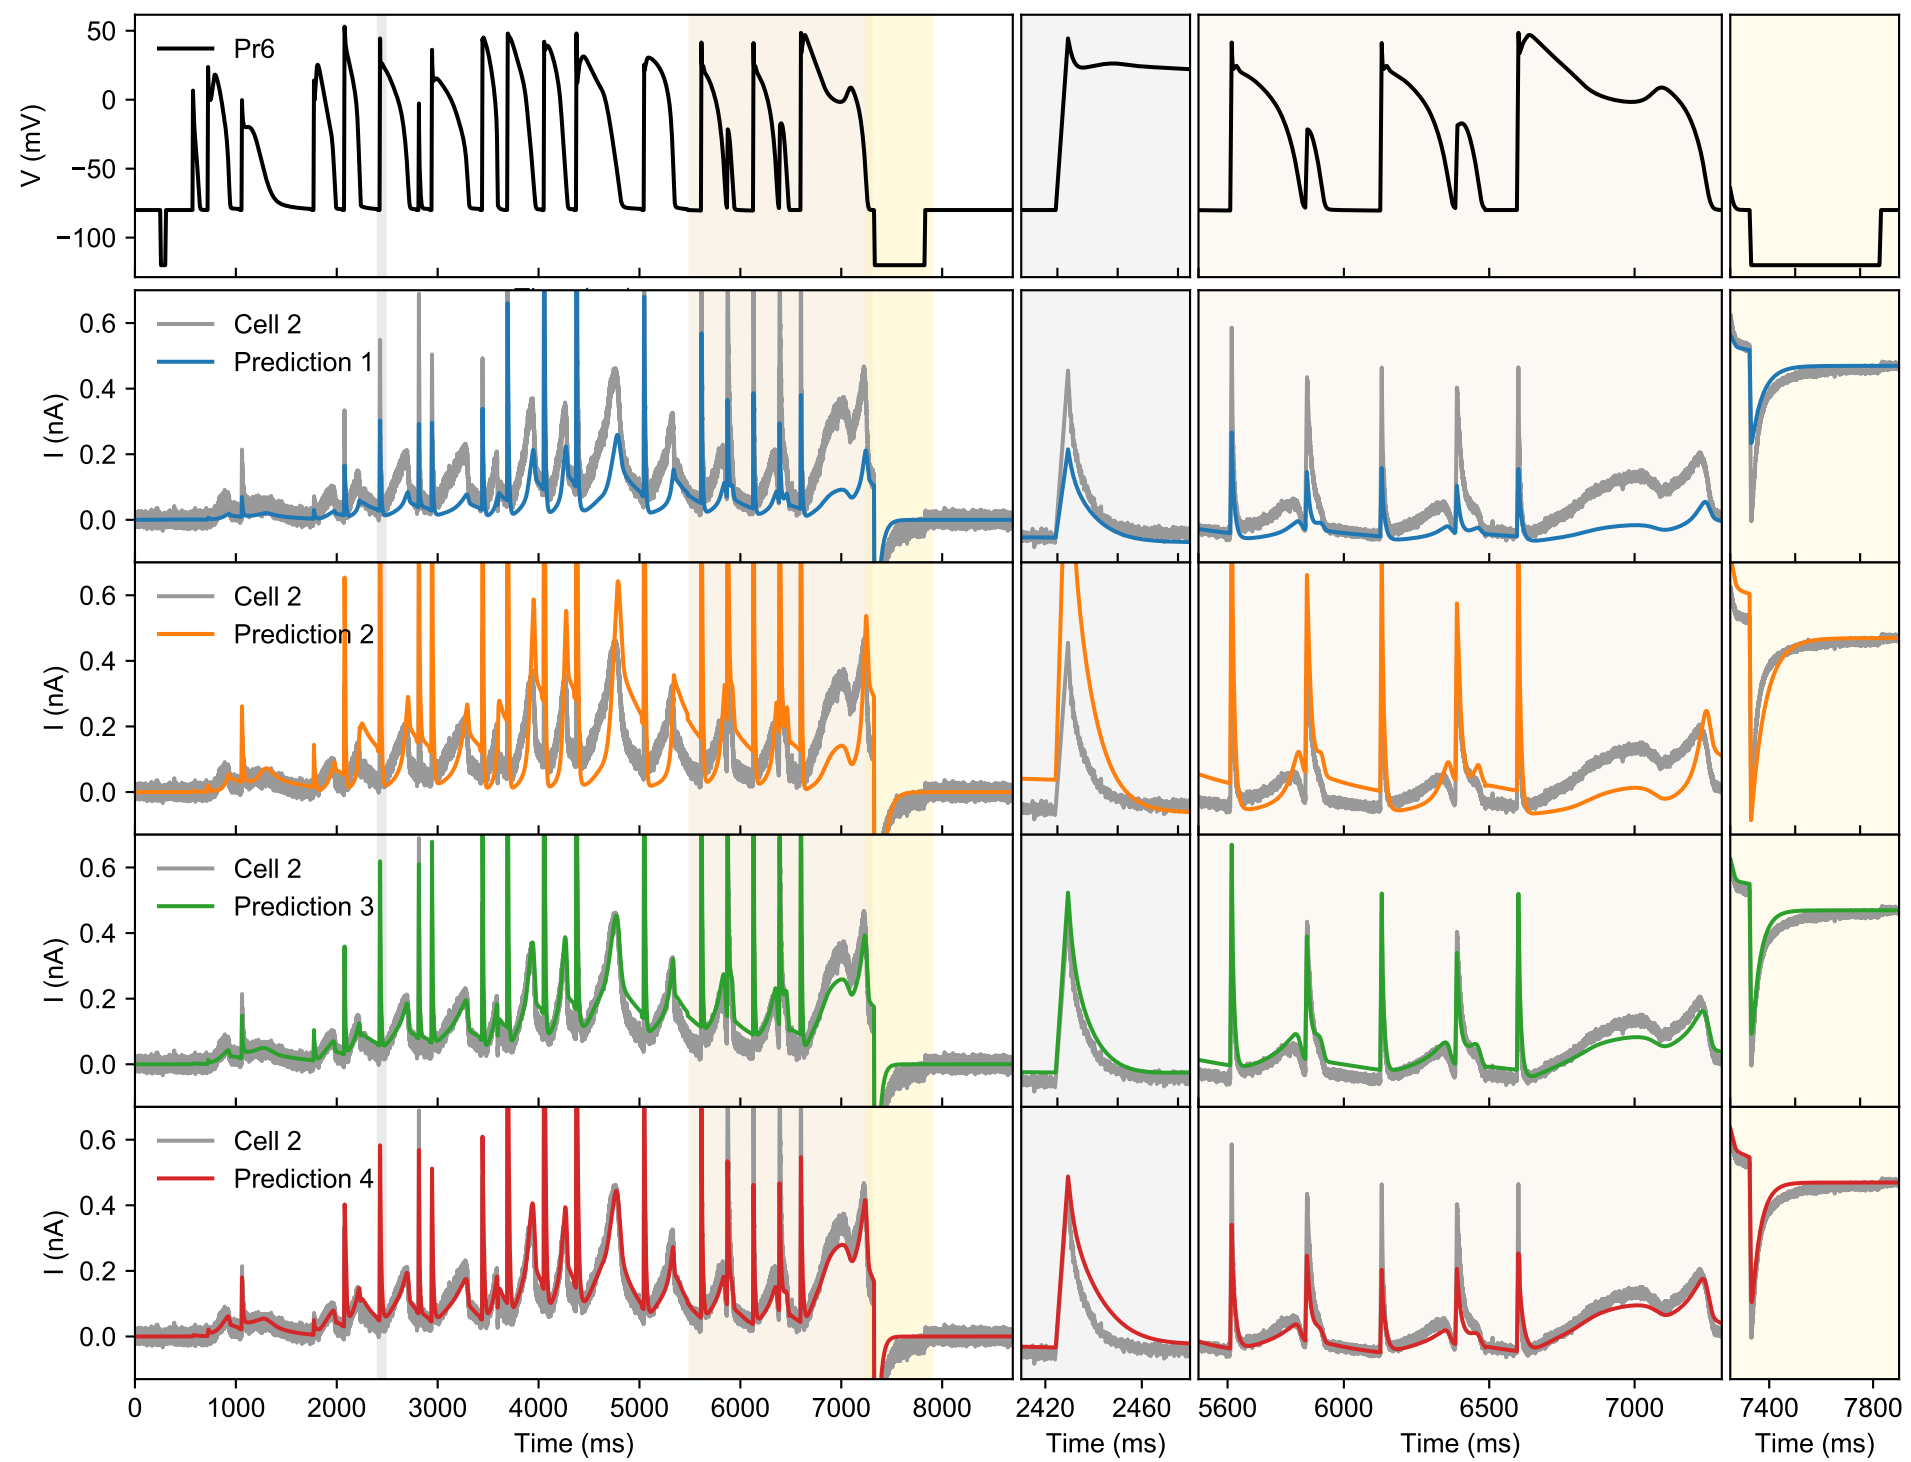 50
0
−50
−100
V (mV)
Pr6
0.6
0.4
0.2
0.0
I (nA)
Cell 2
Prediction 1
0.6
0.4
0.2
0.0
I (nA)
Cell 2
Prediction 2
0.6
0.4
0.2
0.0
I (nA)
Cell 2
Prediction 3
0.6
0.4
0.2
0.0
I (nA)
Cell 2
Prediction 4
0 1000 2000 3000 4000 5000 6000 7000 8000
2420 2460
5600 6000 6500 7000
7400 7800
Time (ms)
Time (ms)
Time (ms)
Time (ms)